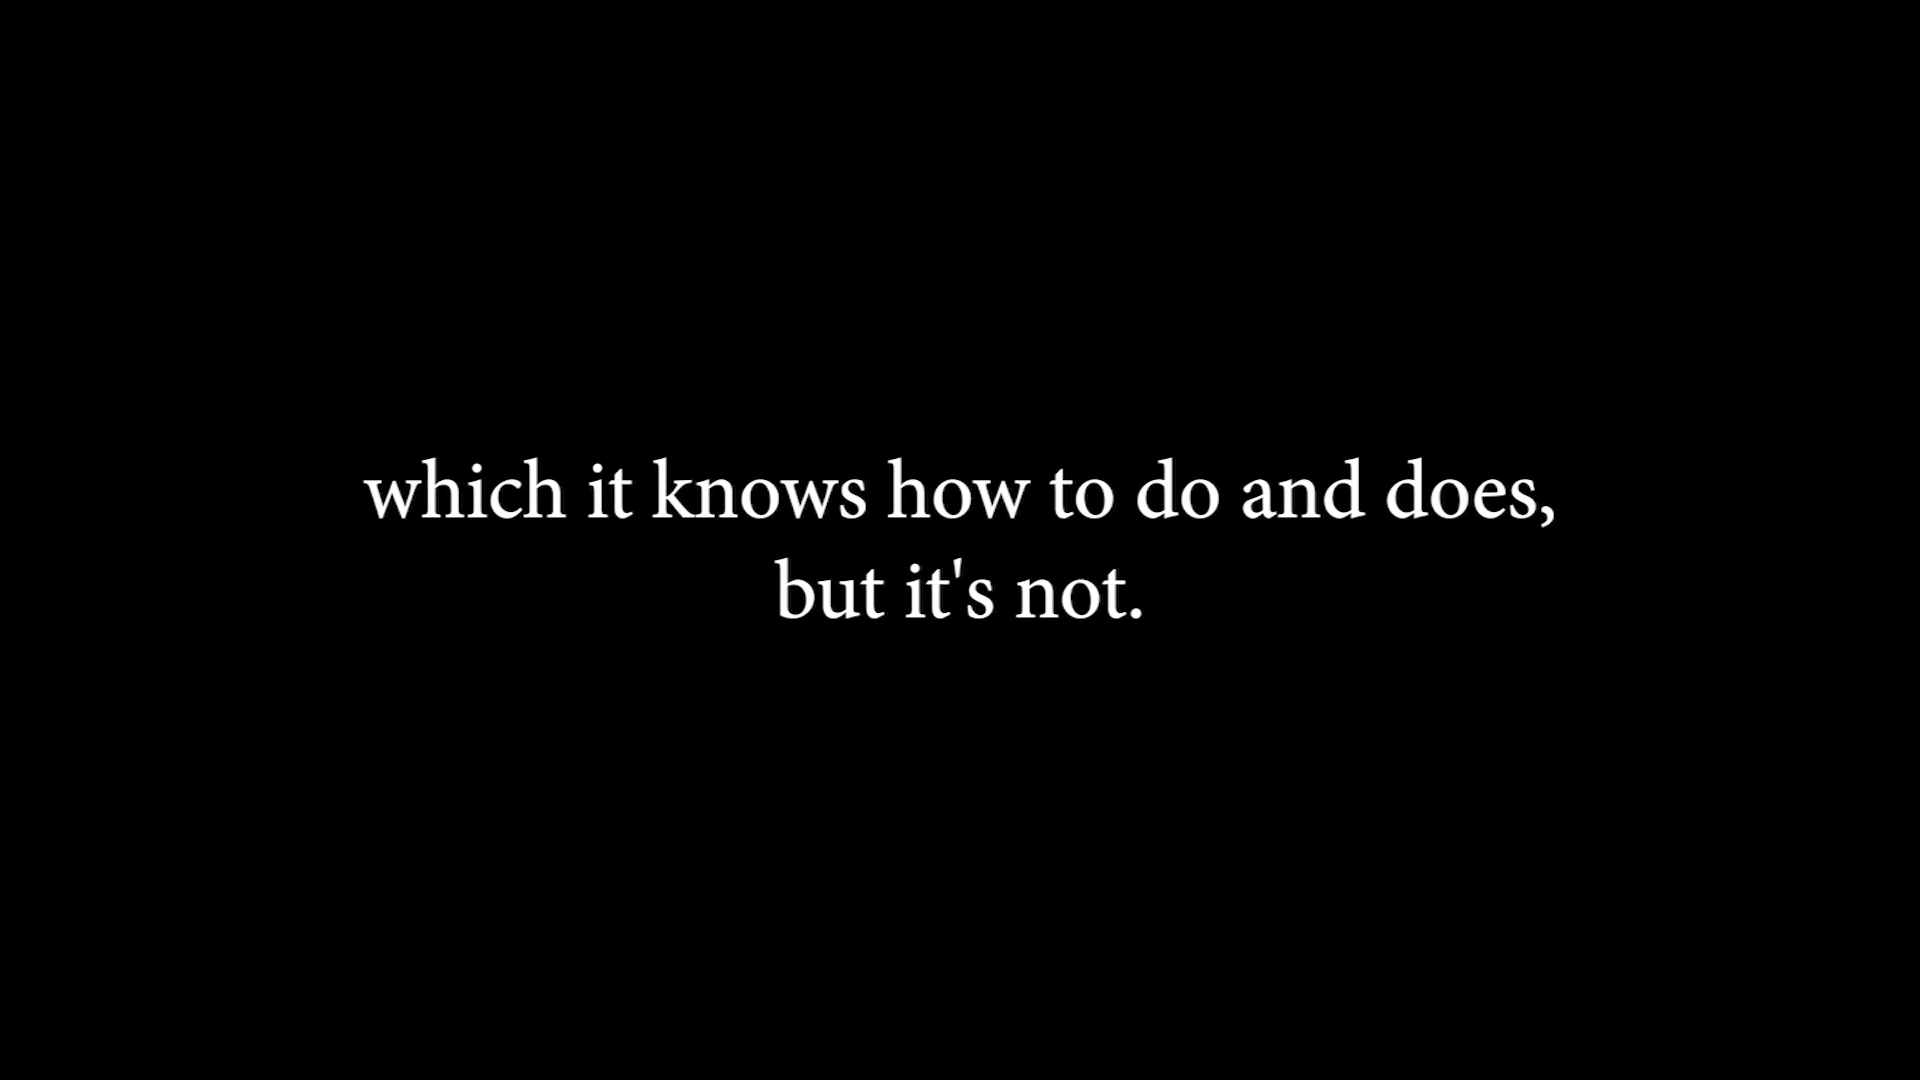 which it knows how to do and does,
but it's not.